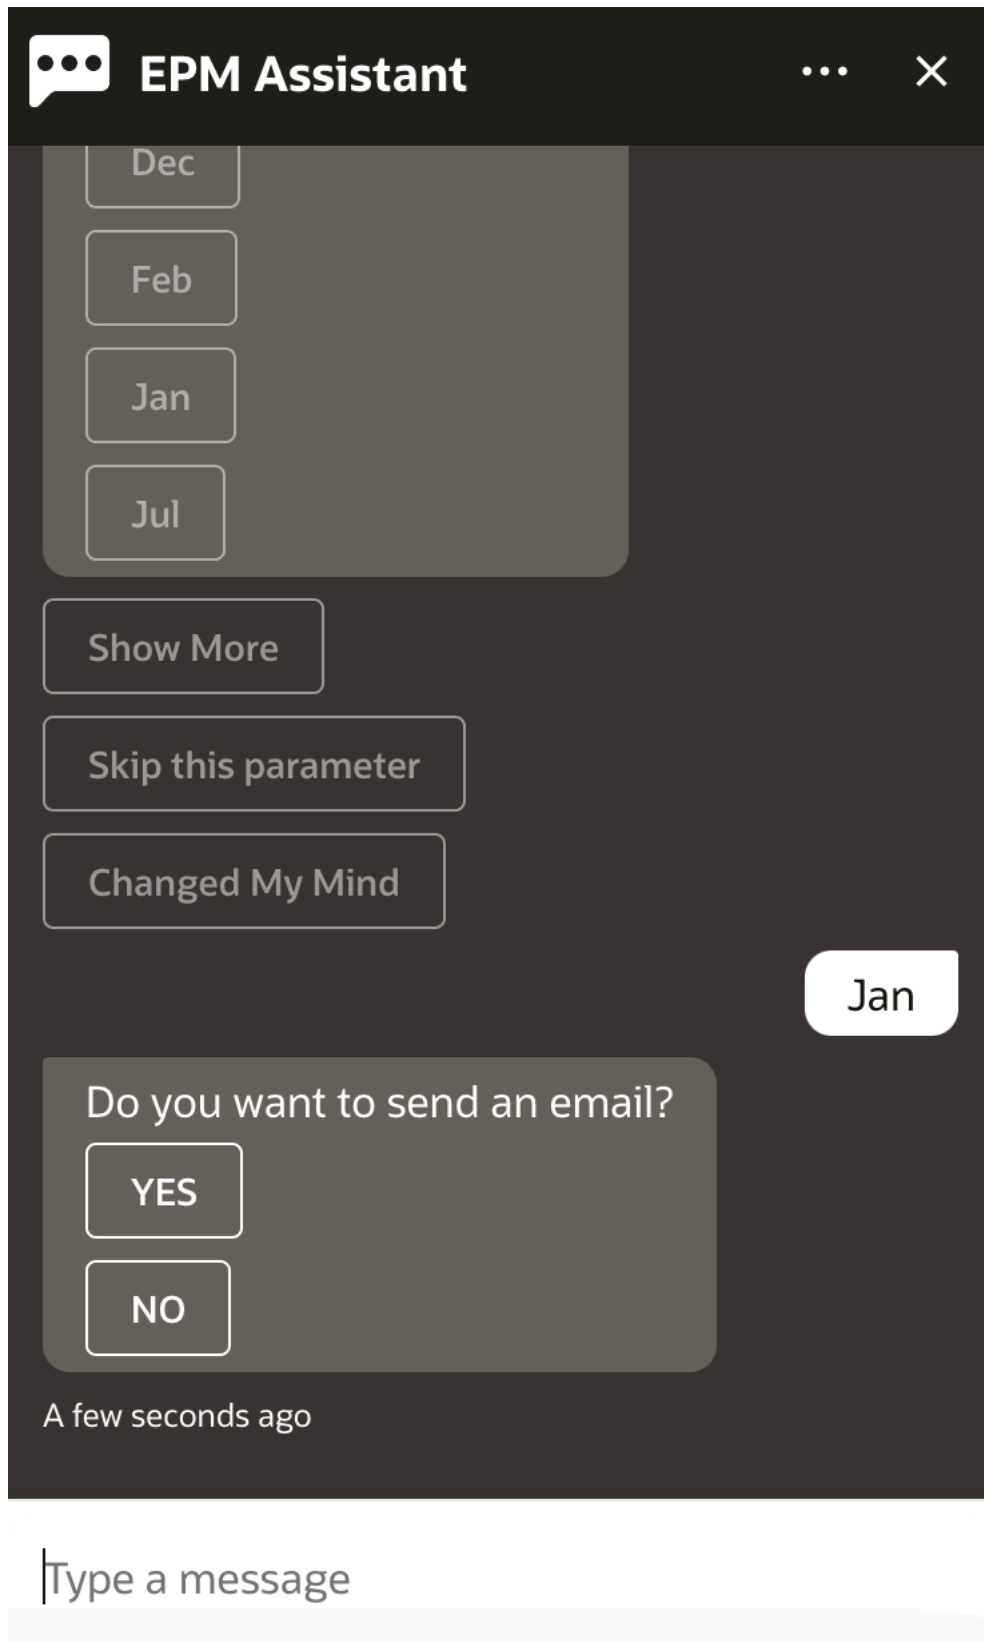 EPM Assistant
Dec
Feb
Jan
Jul
Show More
Skip this parameter
Changed My Mind
Jan
Do you want to send an email?
YES
NO
A few seconds ago
Type a message